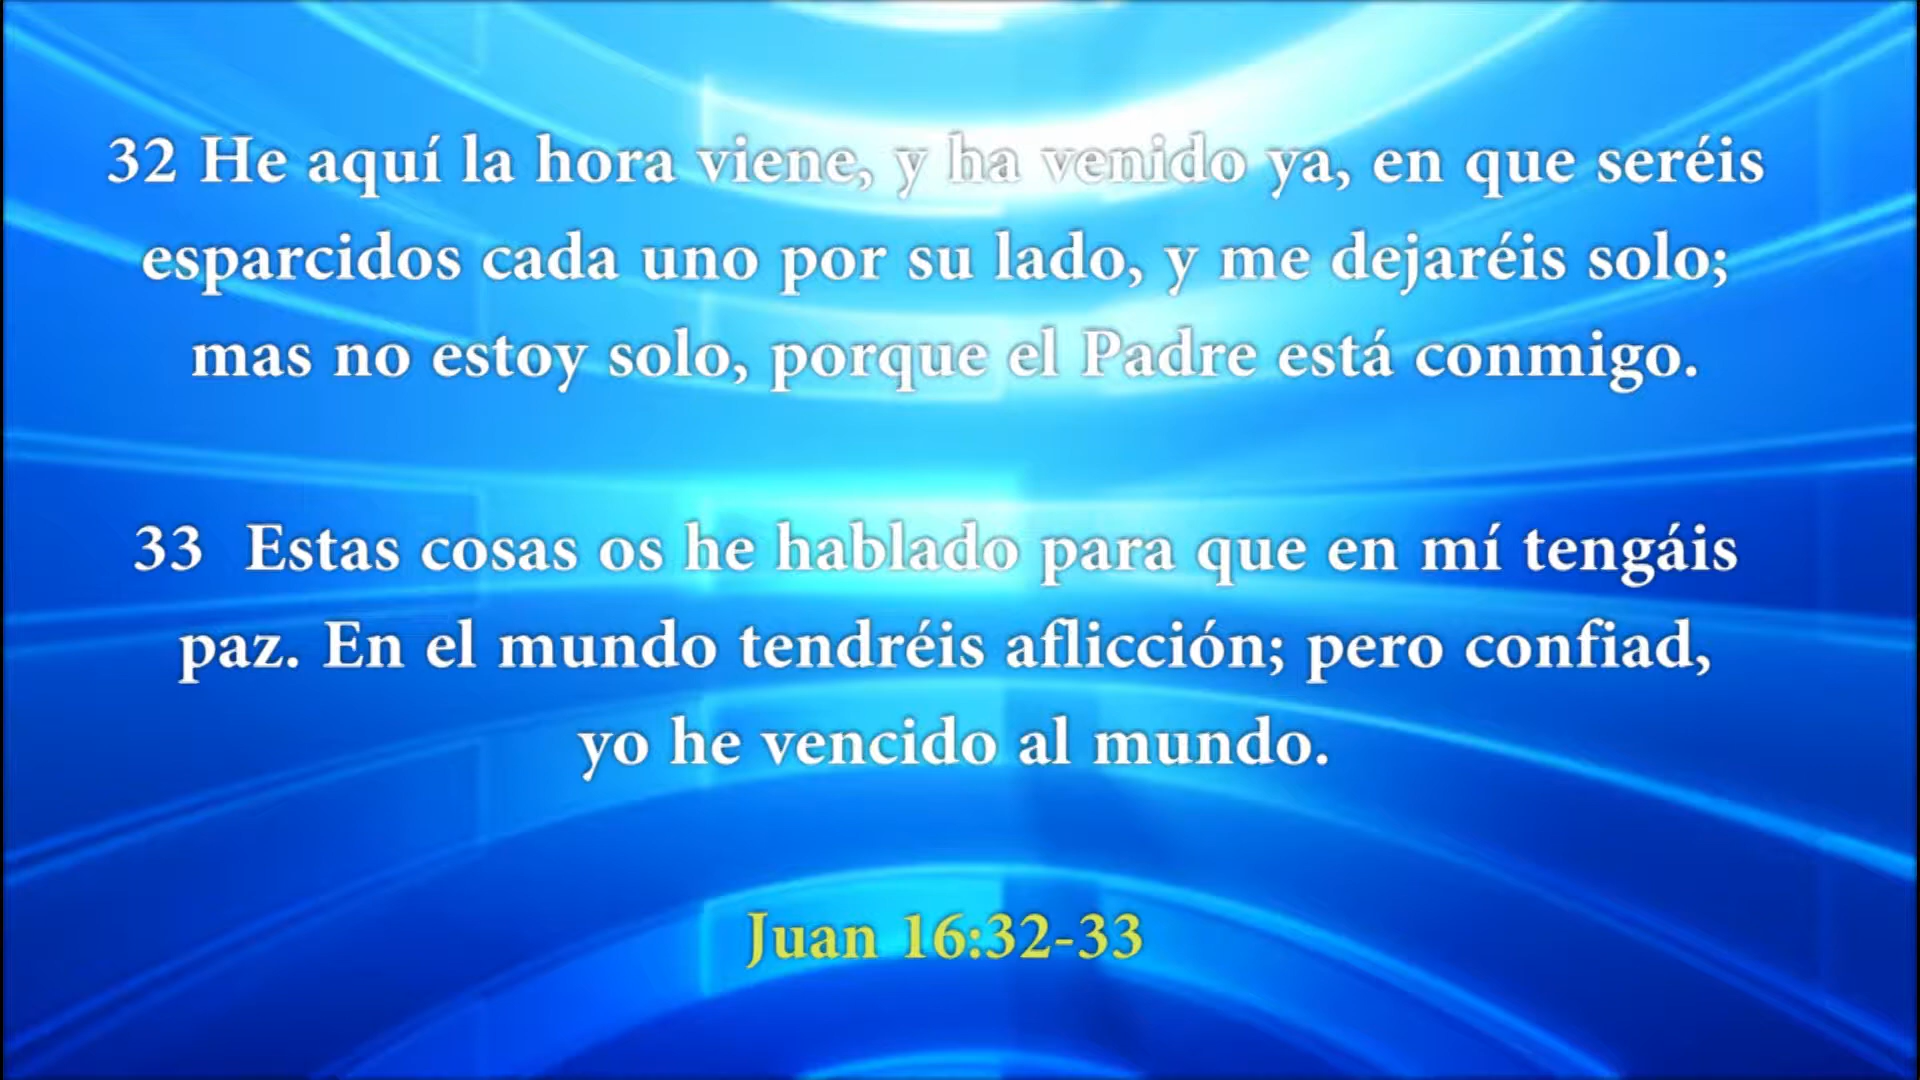 32 He aquí la hora viene, y ha venido ya, en que seréis
esparcidos cada uno por su lado, y me dejaréis solo;
mas no estoy solo, porque el Padre está conmigo.
33 Estas cosas os he hablado para que en mí tengáis
paz. En el mundo tendréis aflicción; pero confiad,
yo he vencido al mundo.
Juan 16:32-33